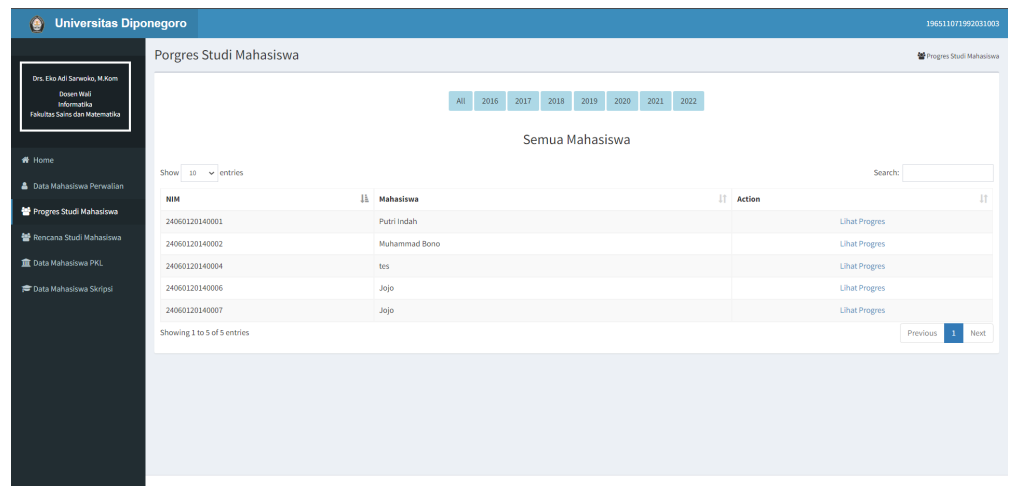 Universitas Diponegoro
196511071992031003
Drs. Eko Adi Sarwoko, M.Kom
Dosen Wali
Informatika
Fakultas Sains dan Matematika
Home
Data Mahasiswa Perwalian
Progres Studi Mahasiswa
Rencana Studi Mahasiswa
Data Mahasiswa PKL
Data Mahasiswa Skripsi
Porgres Studi Mahasiswa
Progres Studi Mahasiswa
All 2016 2017 2018 2019 2020 2021 2022
Semua Mahasiswa
Show 10 entries Search:
NIM Mahasiswa Action
24060120140001 Putri Indah Lihat Progres
24060120140002 Muhammad Bono Lihat Progres
24060120140004 tes Lihat Progres
24060120140006 Jojo Lihat Progres
24060120140007 Jojo Lihat Progres
Showing 1 to 5 of 5 entries Previous 1 Next